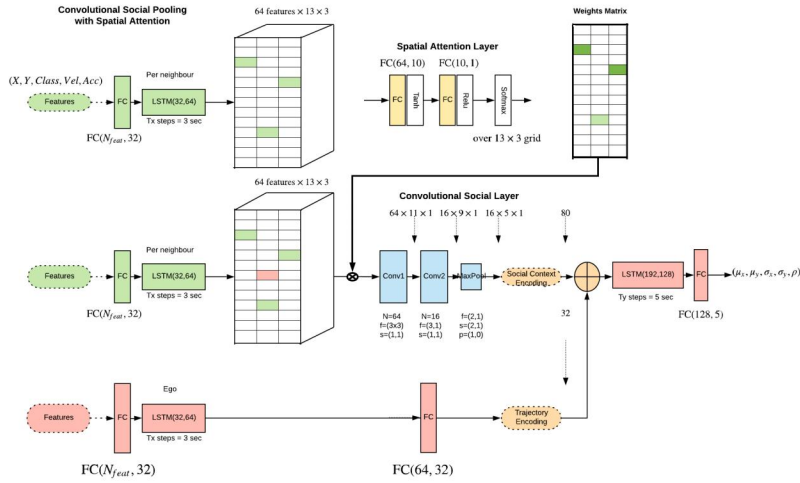 Convolutional Social Pooling
with Spatial Attention
64 features × 13 × 3
Weights Matrix
Spatial Attention Layer
FC(64, 10)
FC(10, 1)
(X, Y, Class, Vel, Acc)
Per neighbour
Features
FC
LSTM(32,64)
Tx steps = 3 sec
FC(N_feat, 32)
FC
Tanh
FC
Relu
Softmax
over 13 × 3 grid
64 features × 13 × 3
Convolutional Social Layer
64 × 11 × 1
16 × 9 × 1
16 × 5 × 1
80
Per neighbour
Features
FC
LSTM(32,64)
Tx steps = 3 sec
FC(N_feat, 32)
Conv1
Conv2
MaxPool
Social Context
Encoding
LSTM(192,128)
Ty steps = 5 sec
FC
(μ_x, μ_y, σ_x, σ_y, ρ)
FC(128, 5)
N=64
f=(3x3)
s=(1,1)
N=16
f=(3,1)
s=(1,1)
f=(2,1)
s=(2,1)
p=(1,0)
32
Ego
Features
FC
LSTM(32,64)
Tx steps = 3 sec
FC
Trajectory
Encoding
FC(N_feat, 32)
FC(64, 32)